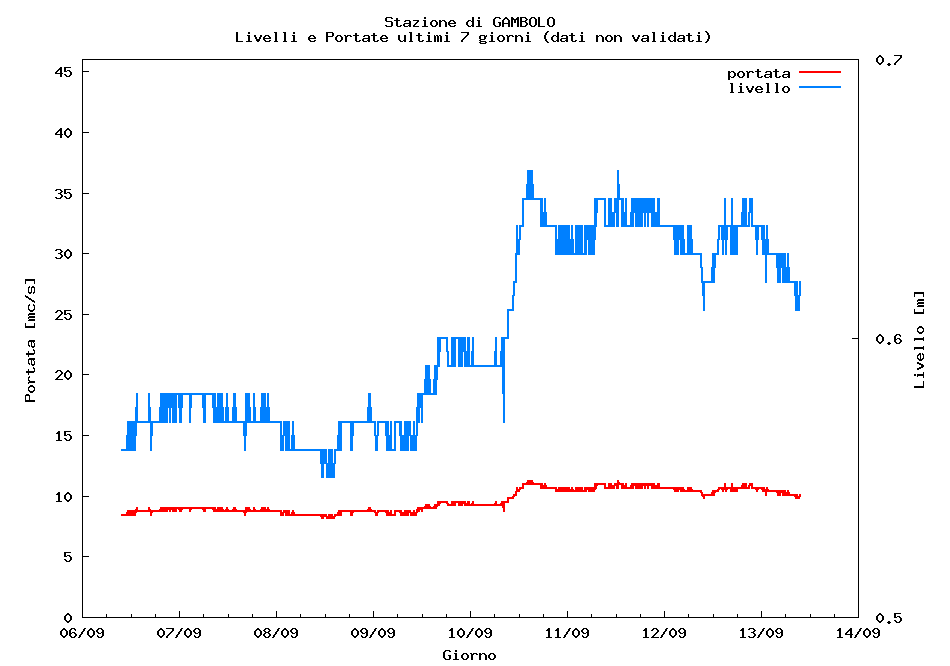 Stazione di GAMBOLO
Livelli e Portate ultimi 7 giorni (dati non validati)
portata
livello
45
40
35
30
25
20
15
10
5
0
0.7
0.6
0.5
Portata [mc/s]
Livello [m]
06/09 07/09 08/09 09/09 10/09 11/09 12/09 13/09 14/09
Giorno